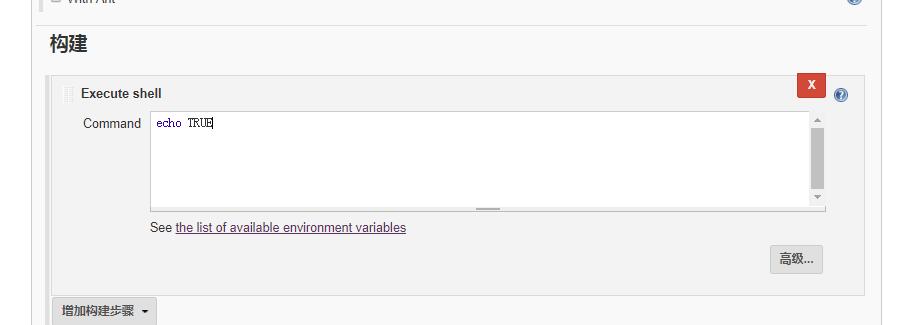 With Ant
构建
Execute shell
X
Command
echo TRUE
See the list of available environment variables
高级...
增加构建步骤